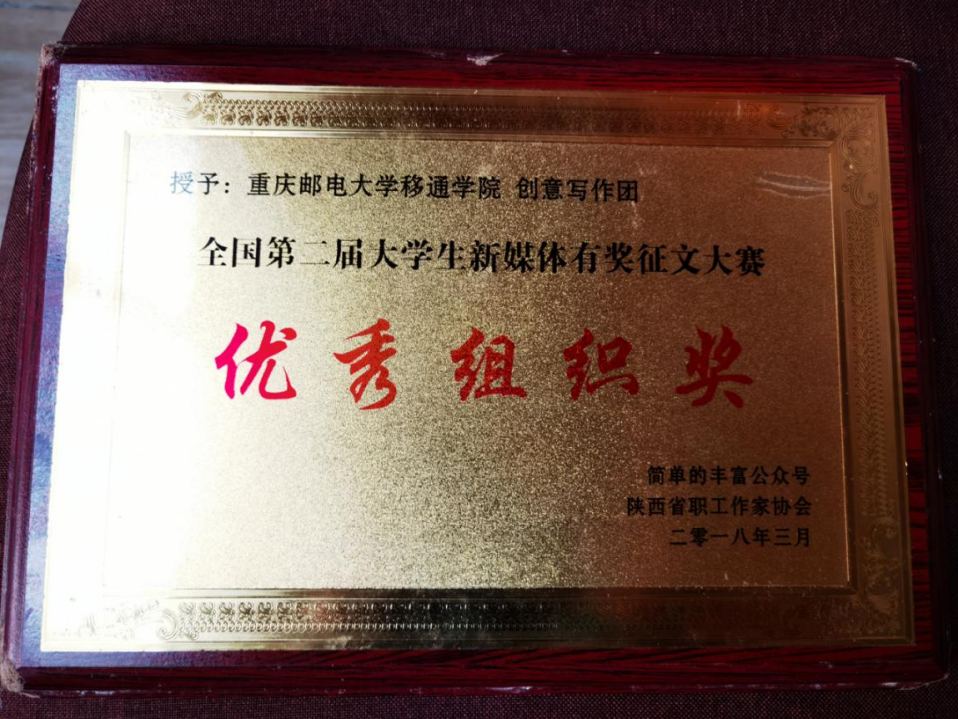 授予：重庆邮电大学移通学院 创意写作团
全国第二届大学生新媒体有奖征文大赛
优秀组织奖
简单的丰富公众号
陕西省职工作家协会
二零一八年三月